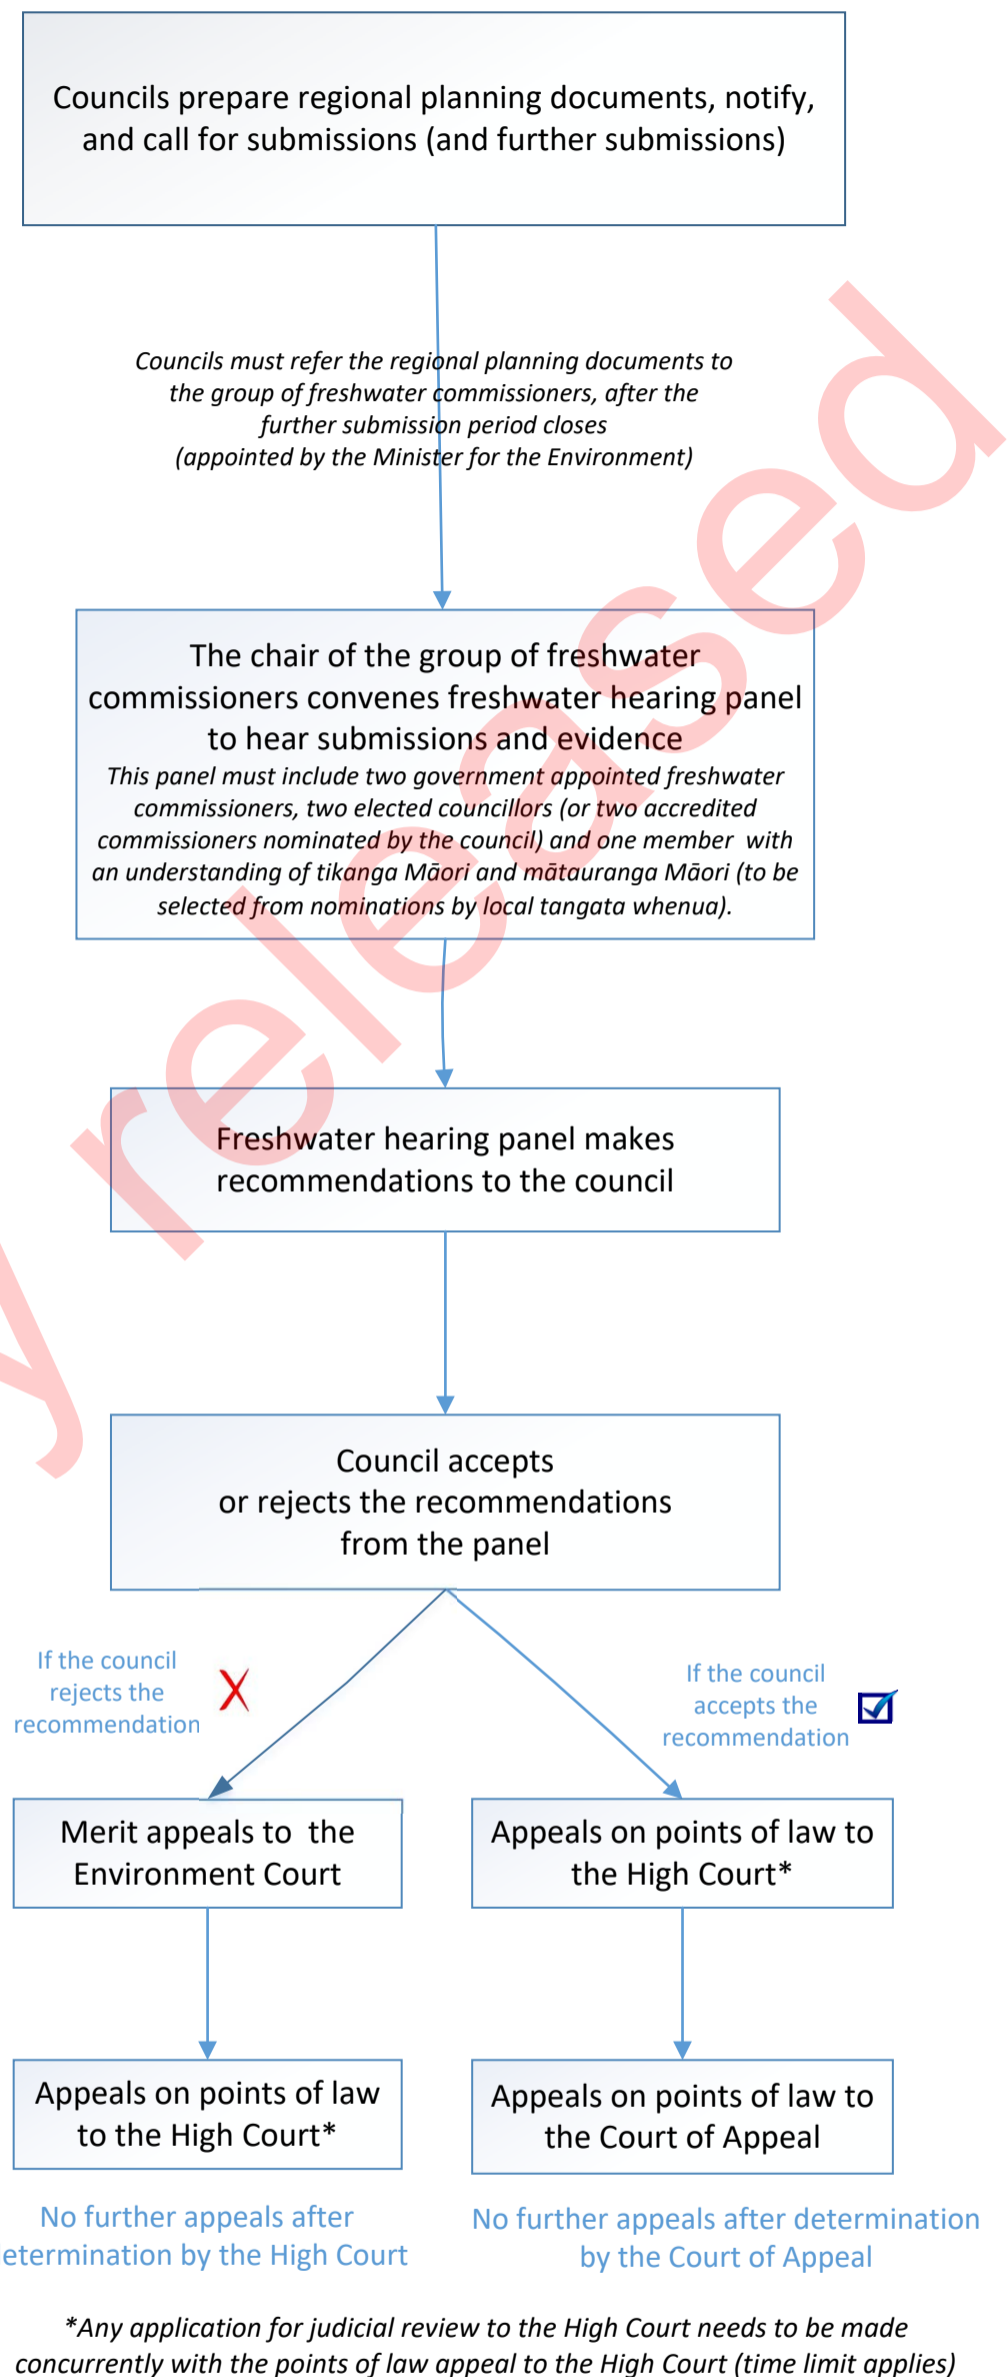 Councils prepare regional planning documents, notify,
and call for submissions (and further submissions)
Councils must refer the regional planning documents to
the group of freshwater commissioners, after the
further submission period closes
(appointed by the Minister for the Environment)
The chair of the group of freshwater
commissioners convenes freshwater hearing panel
to hear submissions and evidence
This panel must include two government appointed freshwater
commissioners, two elected councillors (or two accredited
commissioners nominated by the council) and one member with
an understanding of tikanga Māori and mātauranga Māori (to be
selected from nominations by local tangata whenua).
Freshwater hearing panel makes
recommendations to the council
Council accepts
or rejects the recommendations
from the panel
If the council
rejects the
recommendation
X
If the council
accepts the
recommendation
Merit appeals to the
Environment Court
Appeals on points of law to
the High Court*
Appeals on points of law
to the High Court*
Appeals on points of law to
the Court of Appeal
No further appeals after
etermination by the High Court
No further appeals after determination
by the Court of Appeal
*Any application for judicial review to the High Court needs to be made
concurrently with the points of law appeal to the High Court (time limit applies)
y released